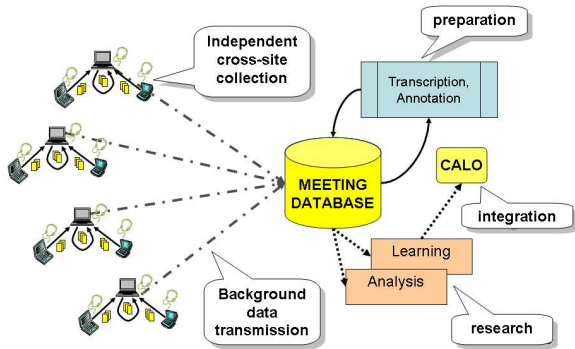 preparation
Independent
cross-site
collection
Transcription,
Annotation
MEETING
DATABASE
CALO
integration
Learning
Analysis
Background
data
transmission
research